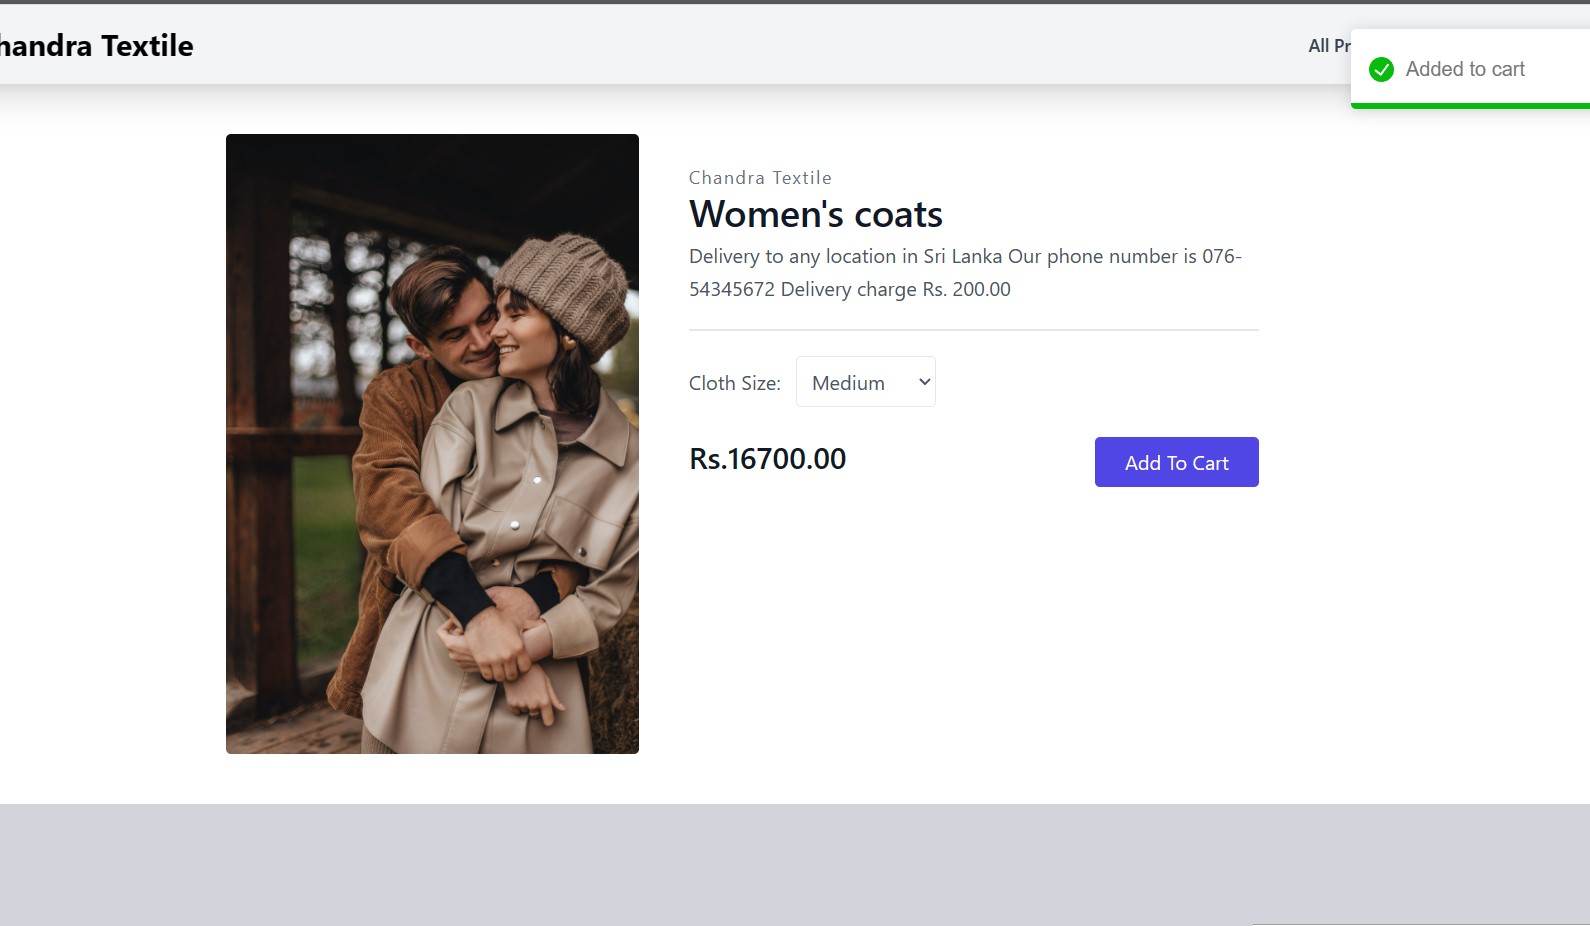 handra Textile
All Pr
Added to cart
Chandra Textile
Women's coats
Delivery to any location in Sri Lanka Our phone number is 076-
54345672 Delivery charge Rs. 200.00
Cloth Size:
Medium
Rs.16700.00
Add To Cart